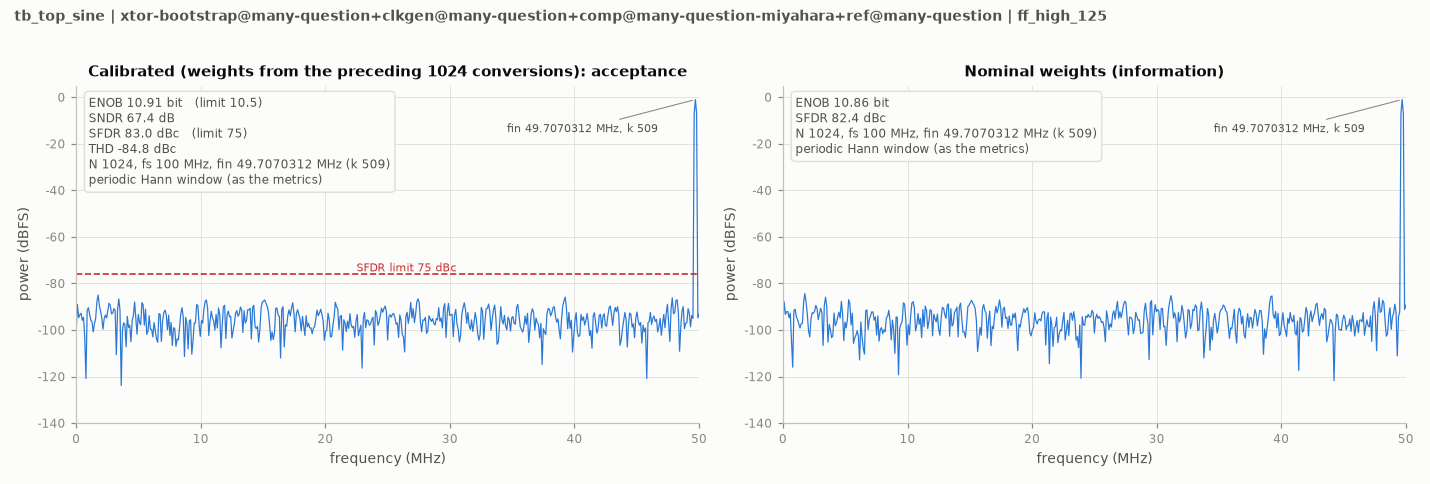 tb_top_sine | xtor-bootstrap@many-question+clkgen@many-question+comp@many-question-miyahara+ref@many-question | ff_high_125
Calibrated (weights from the preceding 1024 conversions): acceptance
ENOB 10.91 bit (limit 10.5)
SNDR 67.4 dB
SFDR 83.0 dBc (limit 75)
THD -84.8 dBc
N 1024, fs 100 MHz, fin 49.7070312 MHz (k 509)
periodic Hann window (as the metrics)
fin 49.7070312 MHz, k 509
SFDR limit 75 dBc
power (dBFS)
0
-20
-40
-60
-80
-100
-120
-140
0 10 20 30 40 50
frequency (MHz)
Nominal weights (information)
ENOB 10.86 bit
SFDR 82.4 dBc
N 1024, fs 100 MHz, fin 49.7070312 MHz (k 509)
periodic Hann window (as the metrics)
fin 49.7070312 MHz, k 509
power (dBFS)
0
-20
-40
-60
-80
-100
-120
-140
0 10 20 30 40 50
frequency (MHz)